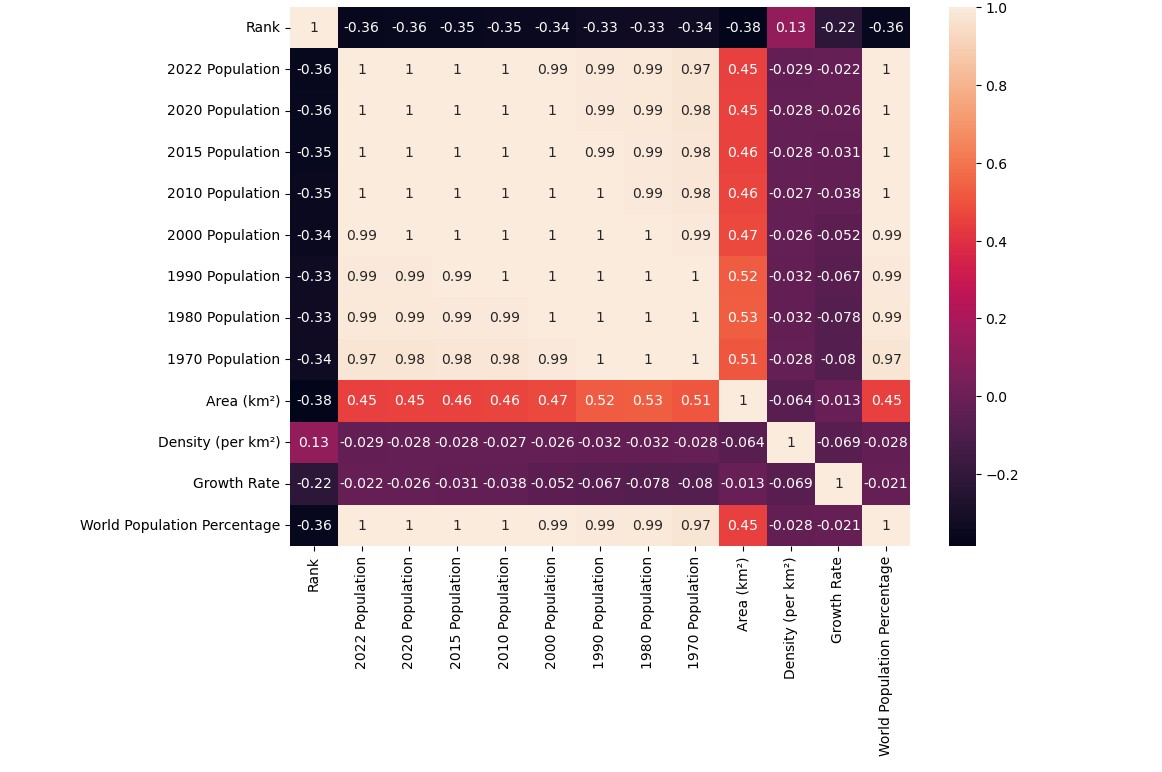 Rank 1 -0.36 -0.36 -0.35 -0.35 -0.34 -0.33 -0.33 -0.34 -0.38 0.13 -0.22 -0.36
2022 Population -0.36 1 1 1 1 0.99 0.99 0.99 0.97 0.45 -0.029 -0.022 1
2020 Population -0.36 1 1 1 1 1 0.99 0.99 0.98 0.45 -0.028 -0.026 1
2015 Population -0.35 1 1 1 1 1 0.99 0.99 0.98 0.46 -0.028 -0.031 1
2010 Population -0.35 1 1 1 1 1 1 0.99 0.98 0.46 -0.027 -0.038 1
2000 Population -0.34 0.99 1 1 1 1 1 1 0.99 0.47 -0.026 -0.052 0.99
1990 Population -0.33 0.99 0.99 0.99 1 1 1 1 1 0.52 -0.032 -0.067 0.99
1980 Population -0.33 0.99 0.99 0.99 0.99 1 1 1 1 0.53 -0.032 -0.078 0.99
1970 Population -0.34 0.97 0.98 0.98 0.98 0.99 1 1 1 0.51 -0.028 -0.08 0.97
Area (km²) -0.38 0.45 0.45 0.46 0.46 0.47 0.52 0.53 0.51 1 -0.064 -0.013 0.45
Density (per km²) 0.13 -0.029 -0.028 -0.028 -0.027 -0.026 -0.032 -0.032 -0.028 -0.064 1 -0.069 -0.028
Growth Rate -0.22 -0.022 -0.026 -0.031 -0.038 -0.052 -0.067 -0.078 -0.08 -0.013 -0.069 1 -0.021
World Population Percentage -0.36 1 1 1 1 0.99 0.99 0.99 0.97 0.45 -0.028 -0.021 1
Rank
2022 Population
2020 Population
2015 Population
2010 Population
2000 Population
1990 Population
1980 Population
1970 Population
Area (km²)
Density (per km²)
Growth Rate
World Population Percentage
1.0
0.8
0.6
0.4
0.2
0.0
−0.2